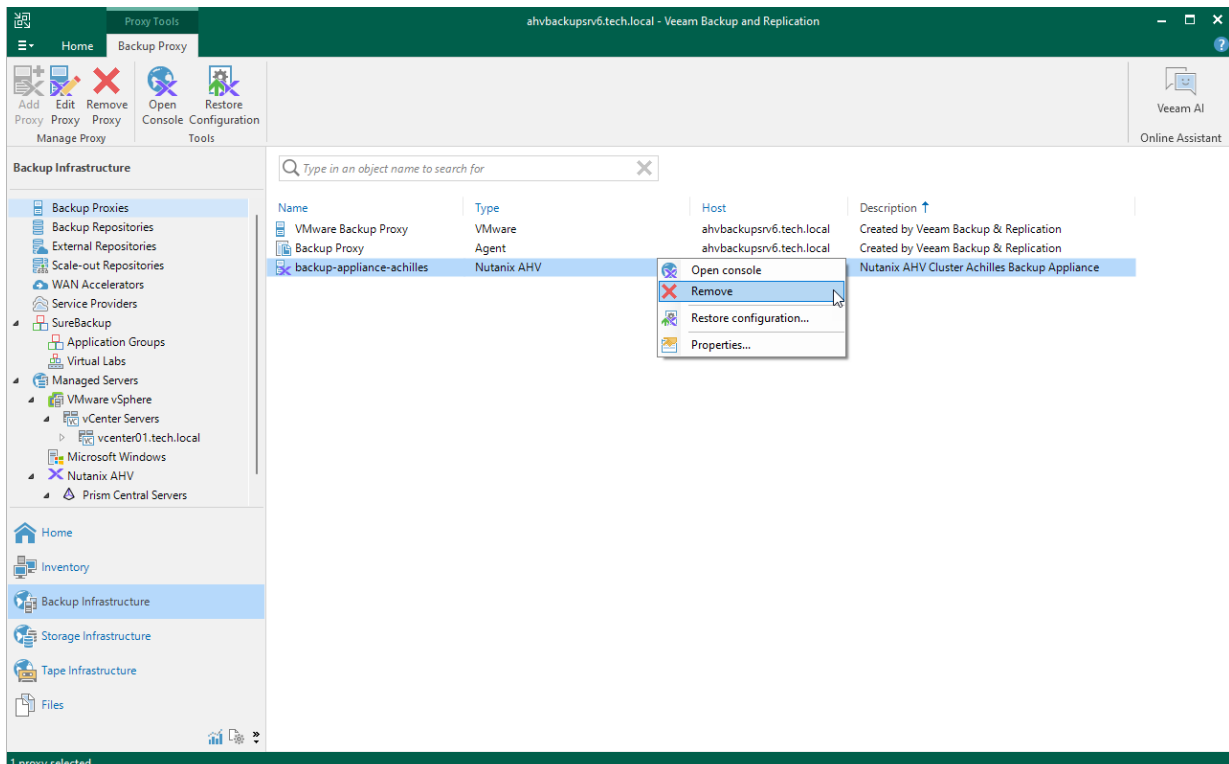 Proxy Tools
ahvbackupsrv6.tech.local - Veeam Backup and Replication
Home Backup Proxy
Add Proxy
Edit Proxy
Remove Proxy
Open Console
Restore Configuration
Manage Proxy
Tools
Veeam AI
Online Assistant
Backup Infrastructure
Backup Proxies
Backup Repositories
External Repositories
Scale-out Repositories
WAN Accelerators
Service Providers
SureBackup
Application Groups
Virtual Labs
Managed Servers
VMware vSphere
vCenter Servers
vcenter01.tech.local
Microsoft Windows
Nutanix AHV
Prism Central Servers
Home
Inventory
Backup Infrastructure
Storage Infrastructure
Tape Infrastructure
Files
Type in an object name to search for
Name Type Host Description
VMware Backup Proxy VMware ahvbackupsrv6.tech.local Created by Veeam Backup & Replication
Backup Proxy Agent ahvbackupsrv6.tech.local Created by Veeam Backup & Replication
backup-appliance-achilles Nutanix AHV Nutanix AHV Cluster Achilles Backup Appliance
Open console
Remove
Restore configuration...
Properties...
1 proxy selected